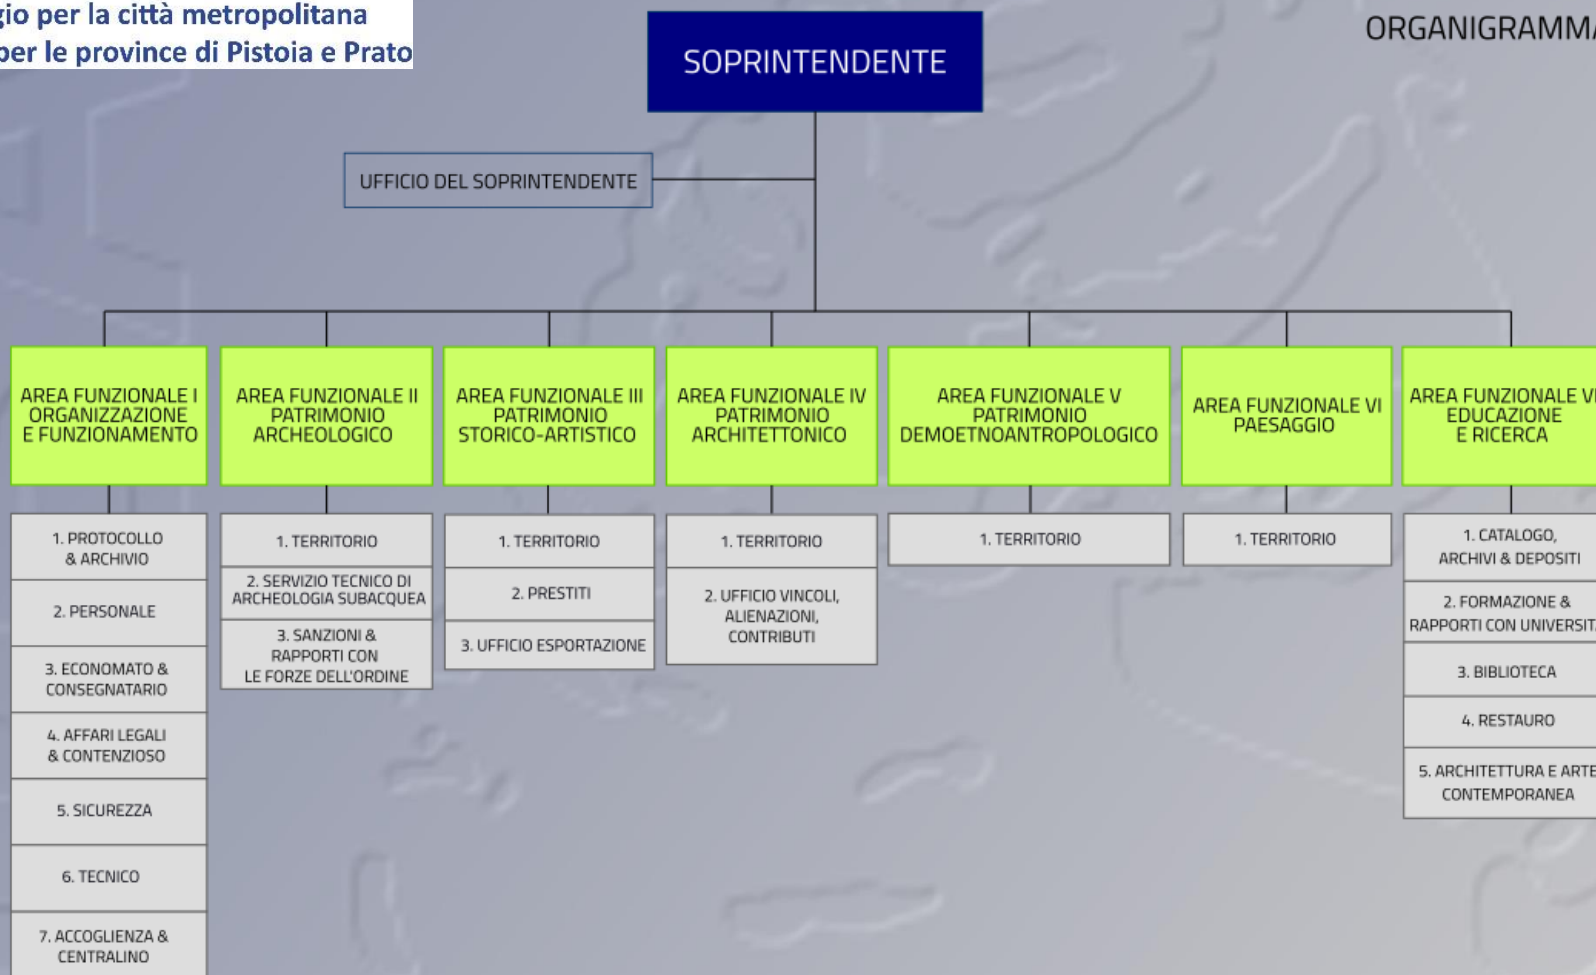 gio per la città metropolitana
per le province di Pistoia e Prato
ORGANIGRAMMA
SOPRINTENDENTE
UFFICIO DEL SOPRINTENDENTE
AREA FUNZIONALE I
ORGANIZZAZIONE
E FUNZIONAMENTO
1. PROTOCOLLO
& ARCHIVIO
2. PERSONALE
3. ECONOMATO &
CONSEGNATARIO
4. AFFARI LEGALI
& CONTENZIOSO
5. SICUREZZA
6. TECNICO
7. ACCOGLIENZA &
CENTRALINO
AREA FUNZIONALE II
PATRIMONIO
ARCHEOLOGICO
1. TERRITORIO
2. SERVIZIO TECNICO DI
ARCHEOLOGIA SUBACQUEA
3. SANZIONI &
RAPPORTI CON
LE FORZE DELL'ORDINE
AREA FUNZIONALE III
PATRIMONIO
STORICO-ARTISTICO
1. TERRITORIO
2. PRESTITI
3. UFFICIO ESPORTAZIONE
AREA FUNZIONALE IV
PATRIMONIO
ARCHITETTONICO
1. TERRITORIO
2. UFFICIO VINCOLI,
ALIENAZIONI,
CONTRIBUTI
AREA FUNZIONALE V
PATRIMONIO
DEMOETNOANTROPOLOGICO
1. TERRITORIO
AREA FUNZIONALE VI
PAESAGGIO
1. TERRITORIO
AREA FUNZIONALE VI
EDUCAZIONE
E RICERCA
1. CATALOGO,
ARCHIVI & DEPOSITI
2. FORMAZIONE &
RAPPORTI CON UNIVERSIT
3. BIBLIOTECA
4. RESTAURO
5. ARCHITETTURA E ARTE
CONTEMPORANEA